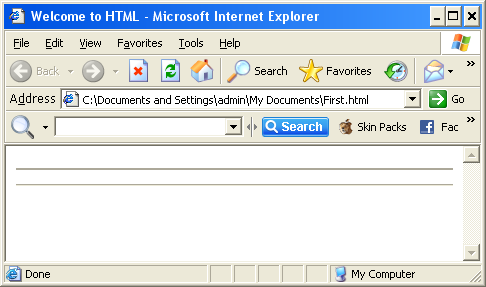 Welcome to HTML - Microsoft Internet Explorer
File Edit View Favorites Tools Help
Back Search Favorites
Address C:\Documents and Settings\admin\My Documents\First.html Go
Search Skin Packs Fac
Done My Computer